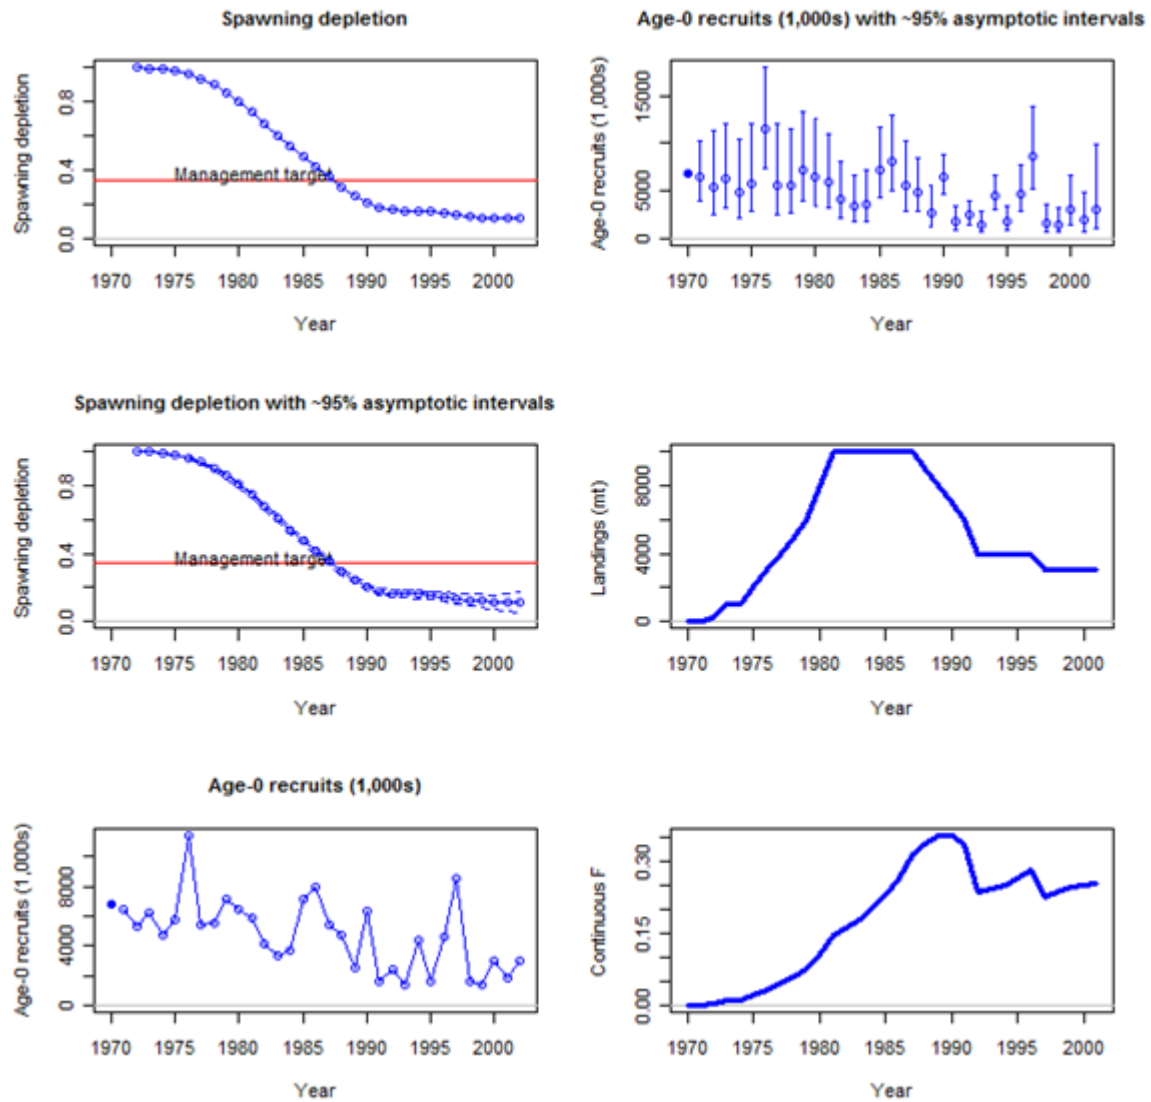 Spawning depletion
Spawning depletion
0.0 0.4 0.8
Management target
1970 1975 1980 1985 1990 1995 2000
Year
Age-0 recruits (1,000s) with ~95% asymptotic intervals
Age-0 recruits (1,000s)
0 5000 15000
1970 1975 1980 1985 1990 1995 2000
Year
Spawning depletion with ~95% asymptotic intervals
Spawning depletion
0.0 0.4 0.8
Management target
1970 1975 1980 1985 1990 1995 2000
Year
Landings (mt)
0 4000 8000
1970 1975 1980 1985 1990 1995 2000
Year
Age-0 recruits (1,000s)
Age-0 recruits (1,000s)
0 4000 8000
1970 1975 1980 1985 1990 1995 2000
Year
Continuous F
0.00 0.15 0.30
1970 1975 1980 1985 1990 1995 2000
Year